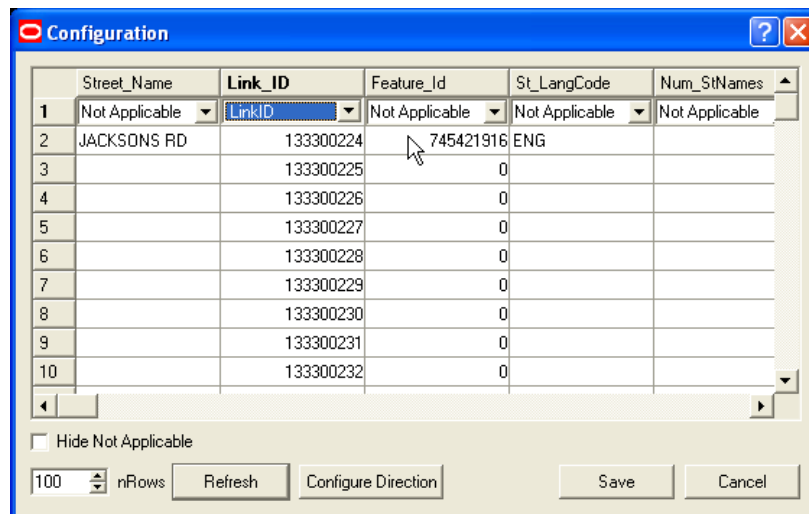 Configuration
Street_Name Link_ID Feature_Id St_LangCode Num_StNames
1 Not Applicable LinkID Not Applicable Not Applicable Not Applicable
2 JACKSONS RD 133300224 745421916 ENG
3 133300225 0
4 133300226 0
5 133300227 0
6 133300228 0
7 133300229 0
8 133300230 0
9 133300231 0
10 133300232 0
Hide Not Applicable
100 nRows Refresh Configure Direction Save Cancel